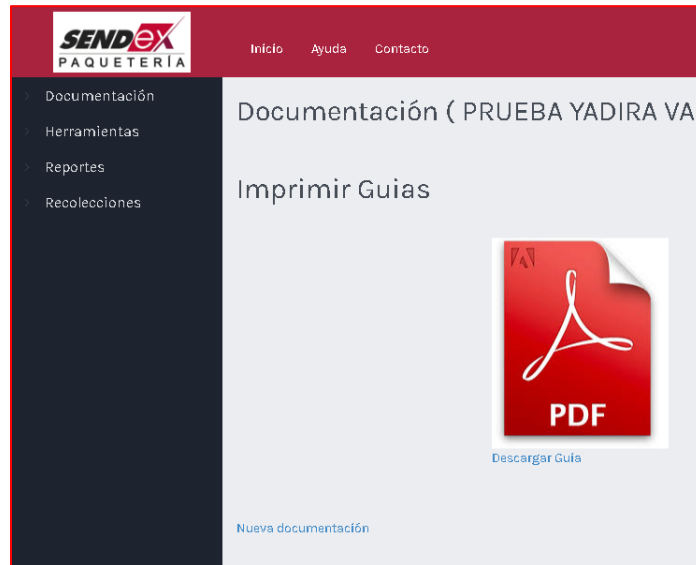 SENDEX
PAQUETERÍA
Inicio Ayuda Contacto
Documentación
Herramientas
Reportes
Recolecciones
Documentación ( PRUEBA YADIRA VA
Imprimir Guias
PDF
Descargar Guía
Nueva documentación